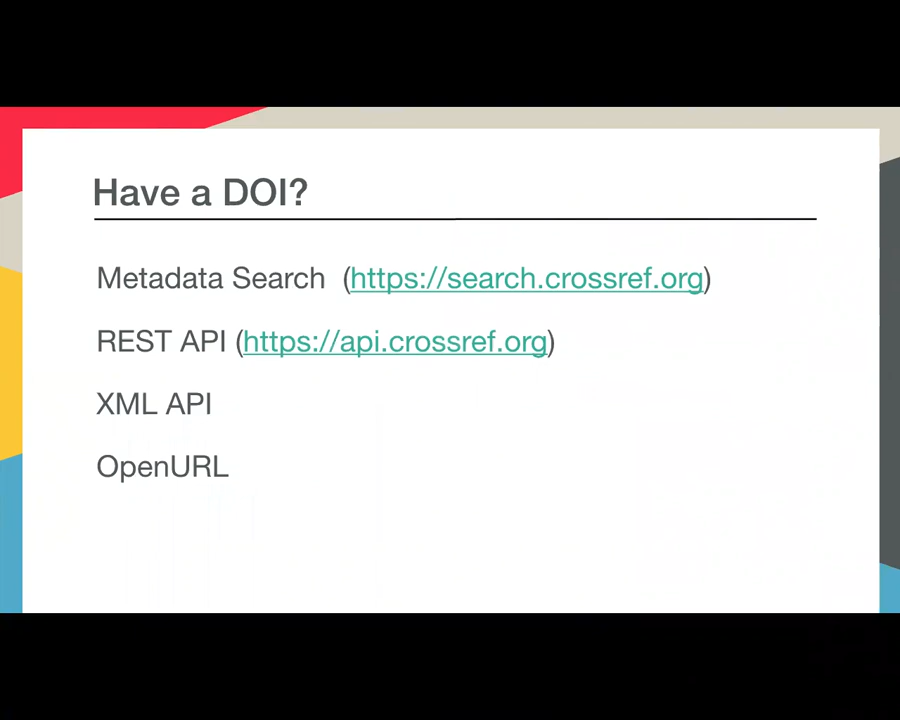 Have a DOI?
Metadata Search (https://search.crossref.org)
REST API (https://api.crossref.org)
XML API
OpenURL